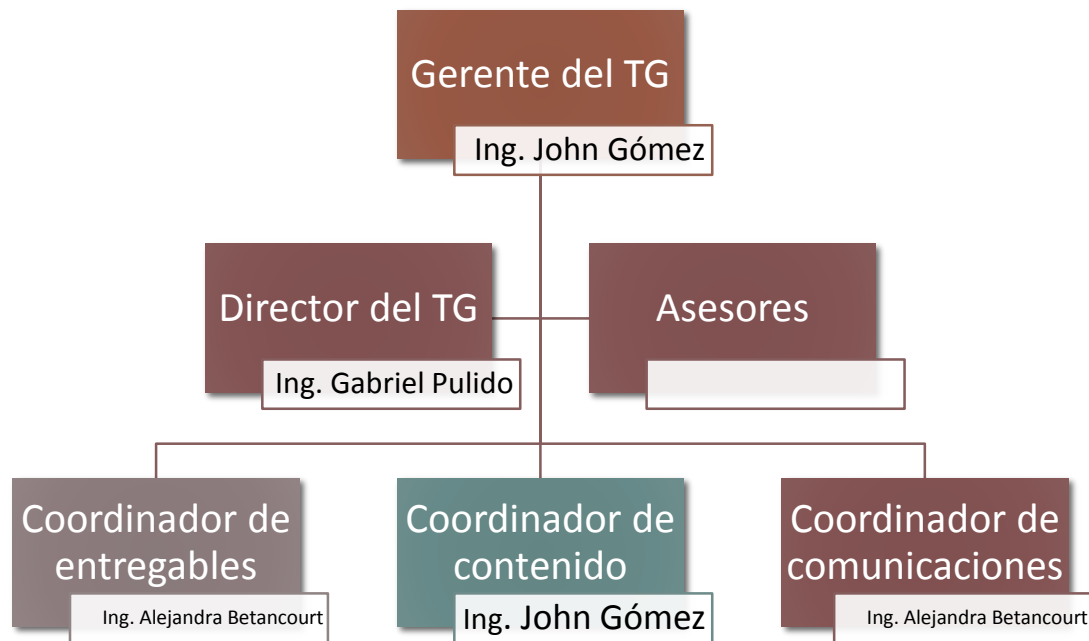 Gerente del TG
Ing. John Gómez
Director del TG
Ing. Gabriel Pulido
Asesores
Coordinador de
entregables
Ing. Alejandra Betancourt
Coordinador de
contenido
Ing. John Gómez
Coordinador de
comunicaciones
Ing. Alejandra Betancourt